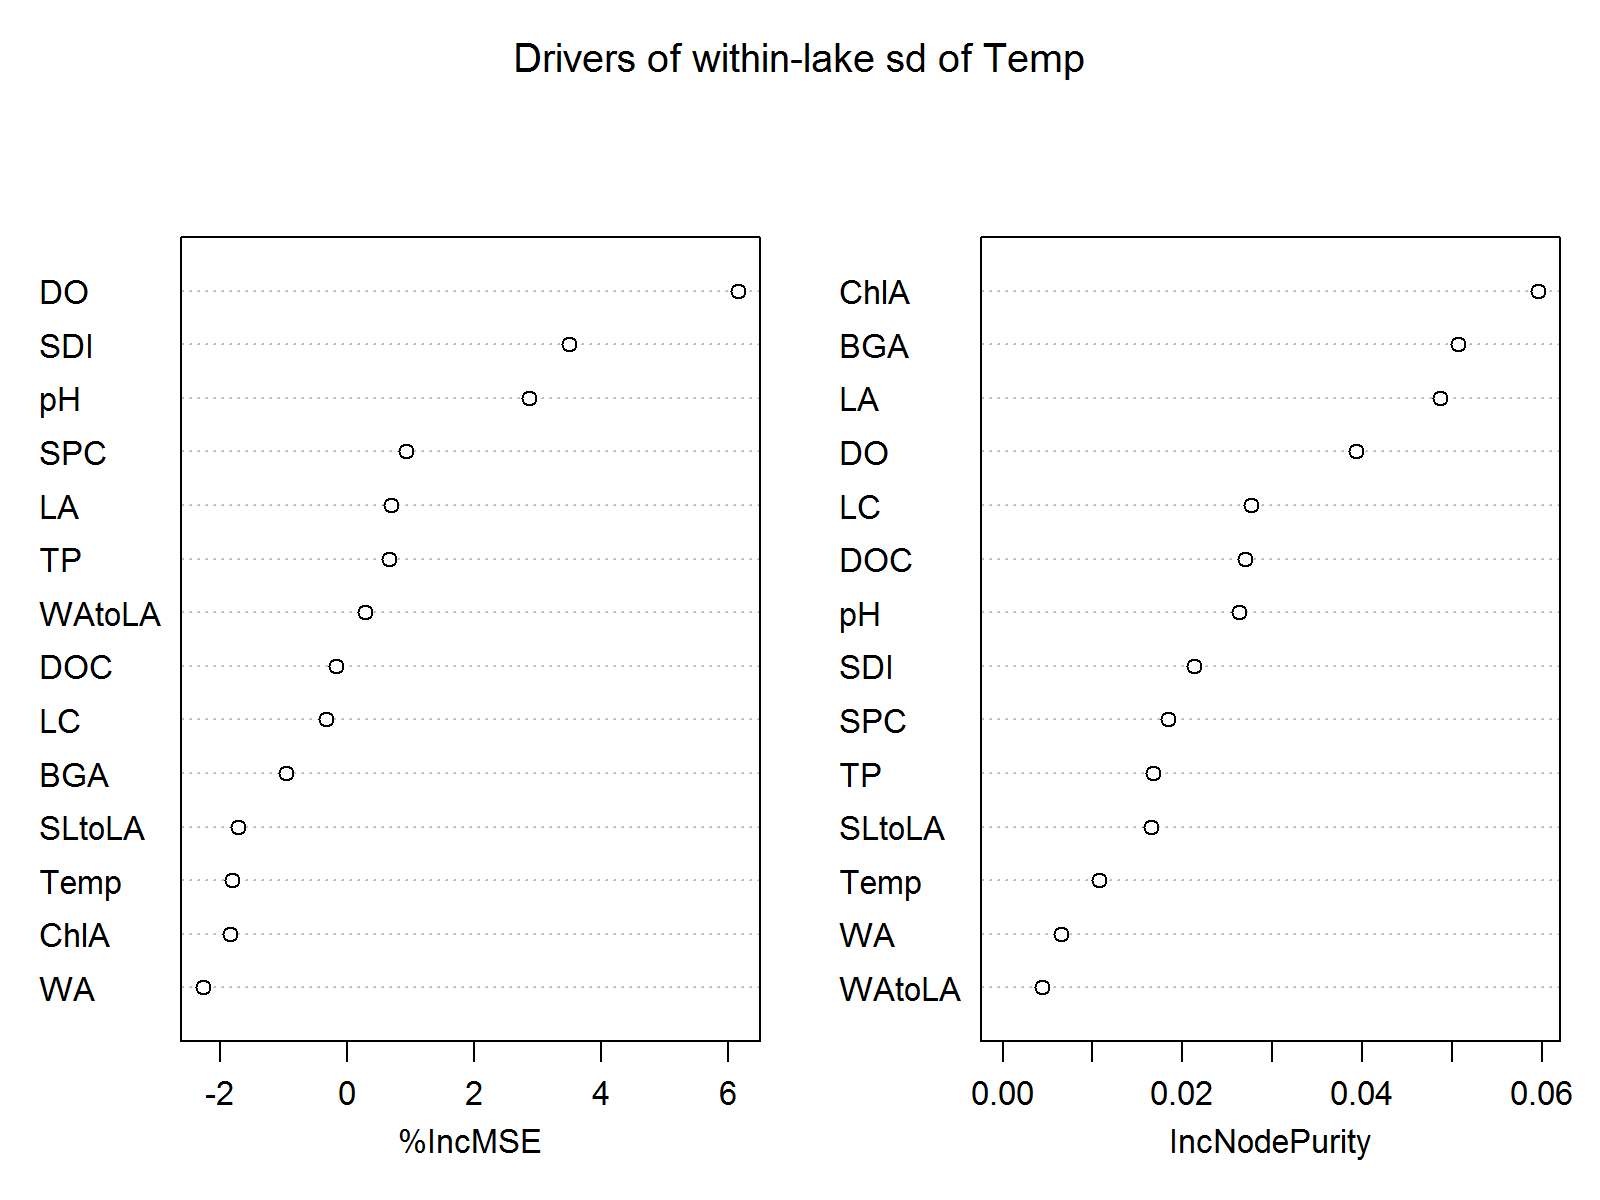 Drivers of within-lake sd of Temp
DO
SDI
pH
SPC
LA
TP
WAtoLA
DOC
LC
BGA
SLtoLA
Temp
ChlA
WA
-2 0 2 4 6
%IncMSE
ChlA
BGA
LA
DO
LC
DOC
pH
SDI
SPC
TP
SLtoLA
Temp
WA
WAtoLA
0.00 0.02 0.04 0.06
IncNodePurity